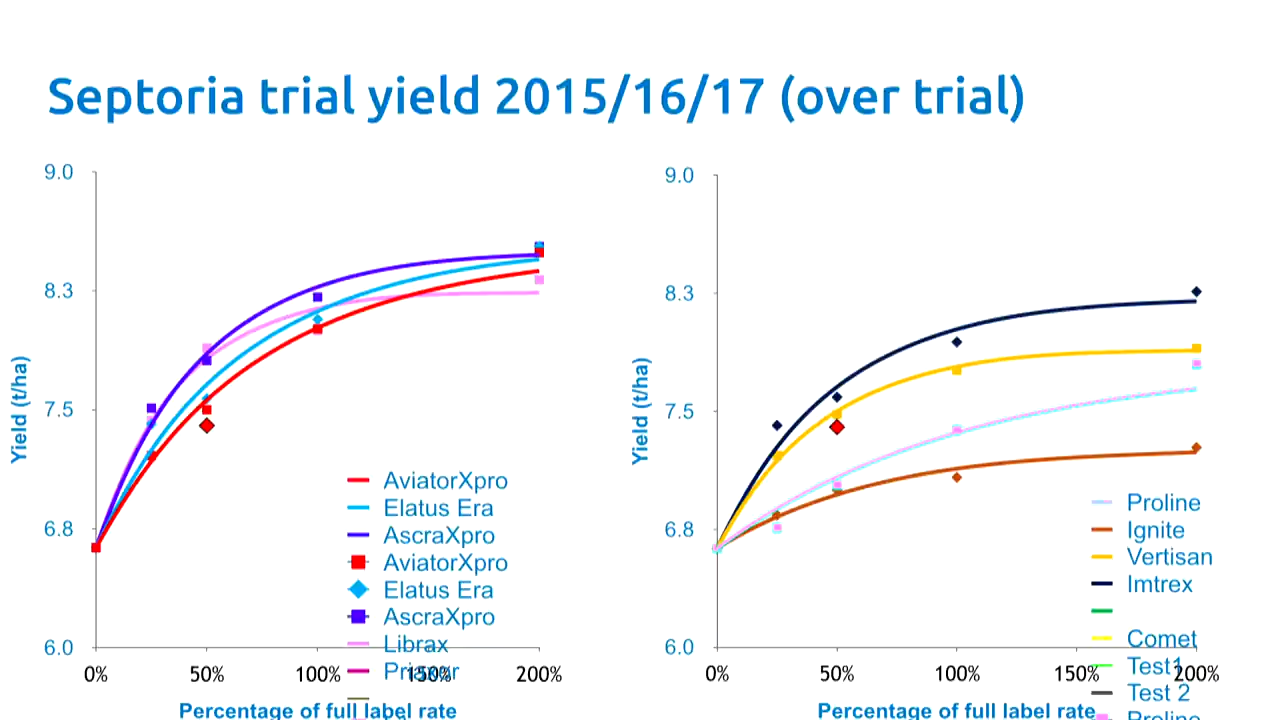 Septoria trial yield 2015/16/17 (over trial)
9.0
8.3
7.5
6.8
6.0
Yield (t/ha)
0%
50%
100%
150%
200%
Percentage of full label rate
AviatorXpro
Elatus Era
AscraXpro
AviatorXpro
Elatus Era
AscraXpro
Librax
Priaxor
9.0
8.3
7.5
6.8
6.0
Yield (t/ha)
0%
50%
100%
150%
200%
Percentage of full label rate
Proline
Ignite
Vertisan
Imtrex
Comet
Test1
Test 2
Proline